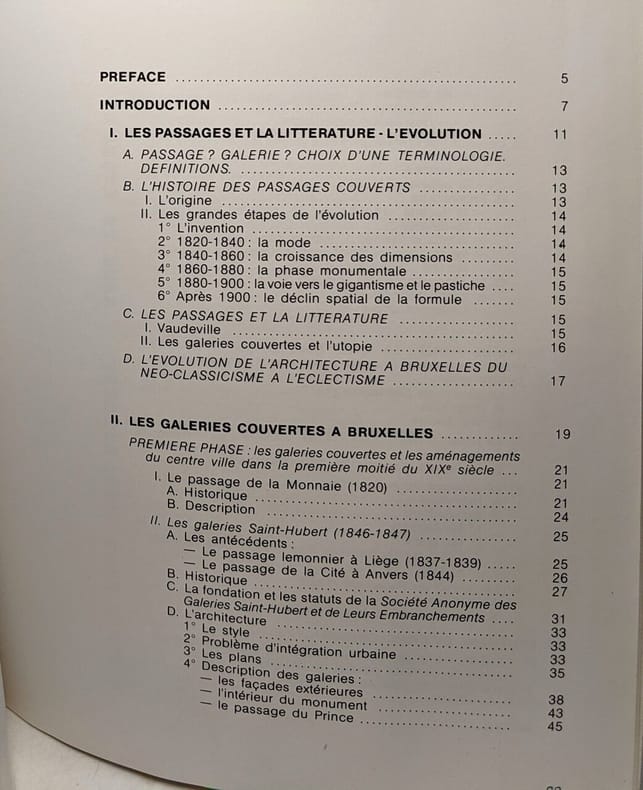 PREFACE ........ 5
INTRODUCTION ........ 7
I. LES PASSAGES ET LA LITTERATURE - L'EVOLUTION ..... 11
A. PASSAGE ? GALERIE ? CHOIX D'UNE TERMINOLOGIE.
DEFINITIONS. ........ 13
B. L'HISTOIRE DES PASSAGES COUVERTS ........ 13
I. L'origine ........ 13
II. Les grandes étapes de l'évolution ........ 14
1° L'invention ........ 14
2° 1820-1840 : la mode ........ 14
3° 1840-1860 : la croissance des dimensions ........ 14
4° 1860-1880 : la phase monumentale ........ 15
5° 1880-1900 : la voie vers le gigantisme et le pastiche .... 15
6° Après 1900 : le déclin spatial de la formule ....... 15
C. LES PASSAGES ET LA LITTERATURE ........ 15
I. Vaudeville ........ 15
II. Les galeries couvertes et l'utopie ........ 16
D. L'EVOLUTION DE L'ARCHITECTURE A BRUXELLES DU
NEO-CLASSICISME A L'ECLECTISME ........ 17
II. LES GALERIES COUVERTES A BRUXELLES ........ 19
PREMIERE PHASE : les galeries couvertes et les aménagements
du centre ville dans la première moitié du XIXe siècle ... 21
I. Le passage de la Monnaie (1820) ........ 21
A. Historique ........ 21
B. Description ........ 24
II. Les galeries Saint-Hubert (1846-1847) ........ 25
A. Les antécédents :
— Le passage lemonnier à Liège (1837-1839) ..... 25
— Le passage de la Cité à Anvers (1844) ........ 26
B. Historique ........ 27
C. La fondation et les statuts de la Société Anonyme des
Galeries Saint-Hubert et de Leurs Embranchements .... 31
D. L'architecture ........ 33
1° Le style ........ 33
2° Problème d'intégration urbaine ........ 33
3° Les plans ........ 35
4° Description des galeries :
— les façades extérieures ........ 38
— l'intérieur du monument ........ 43
— le passage du Prince ........ 45